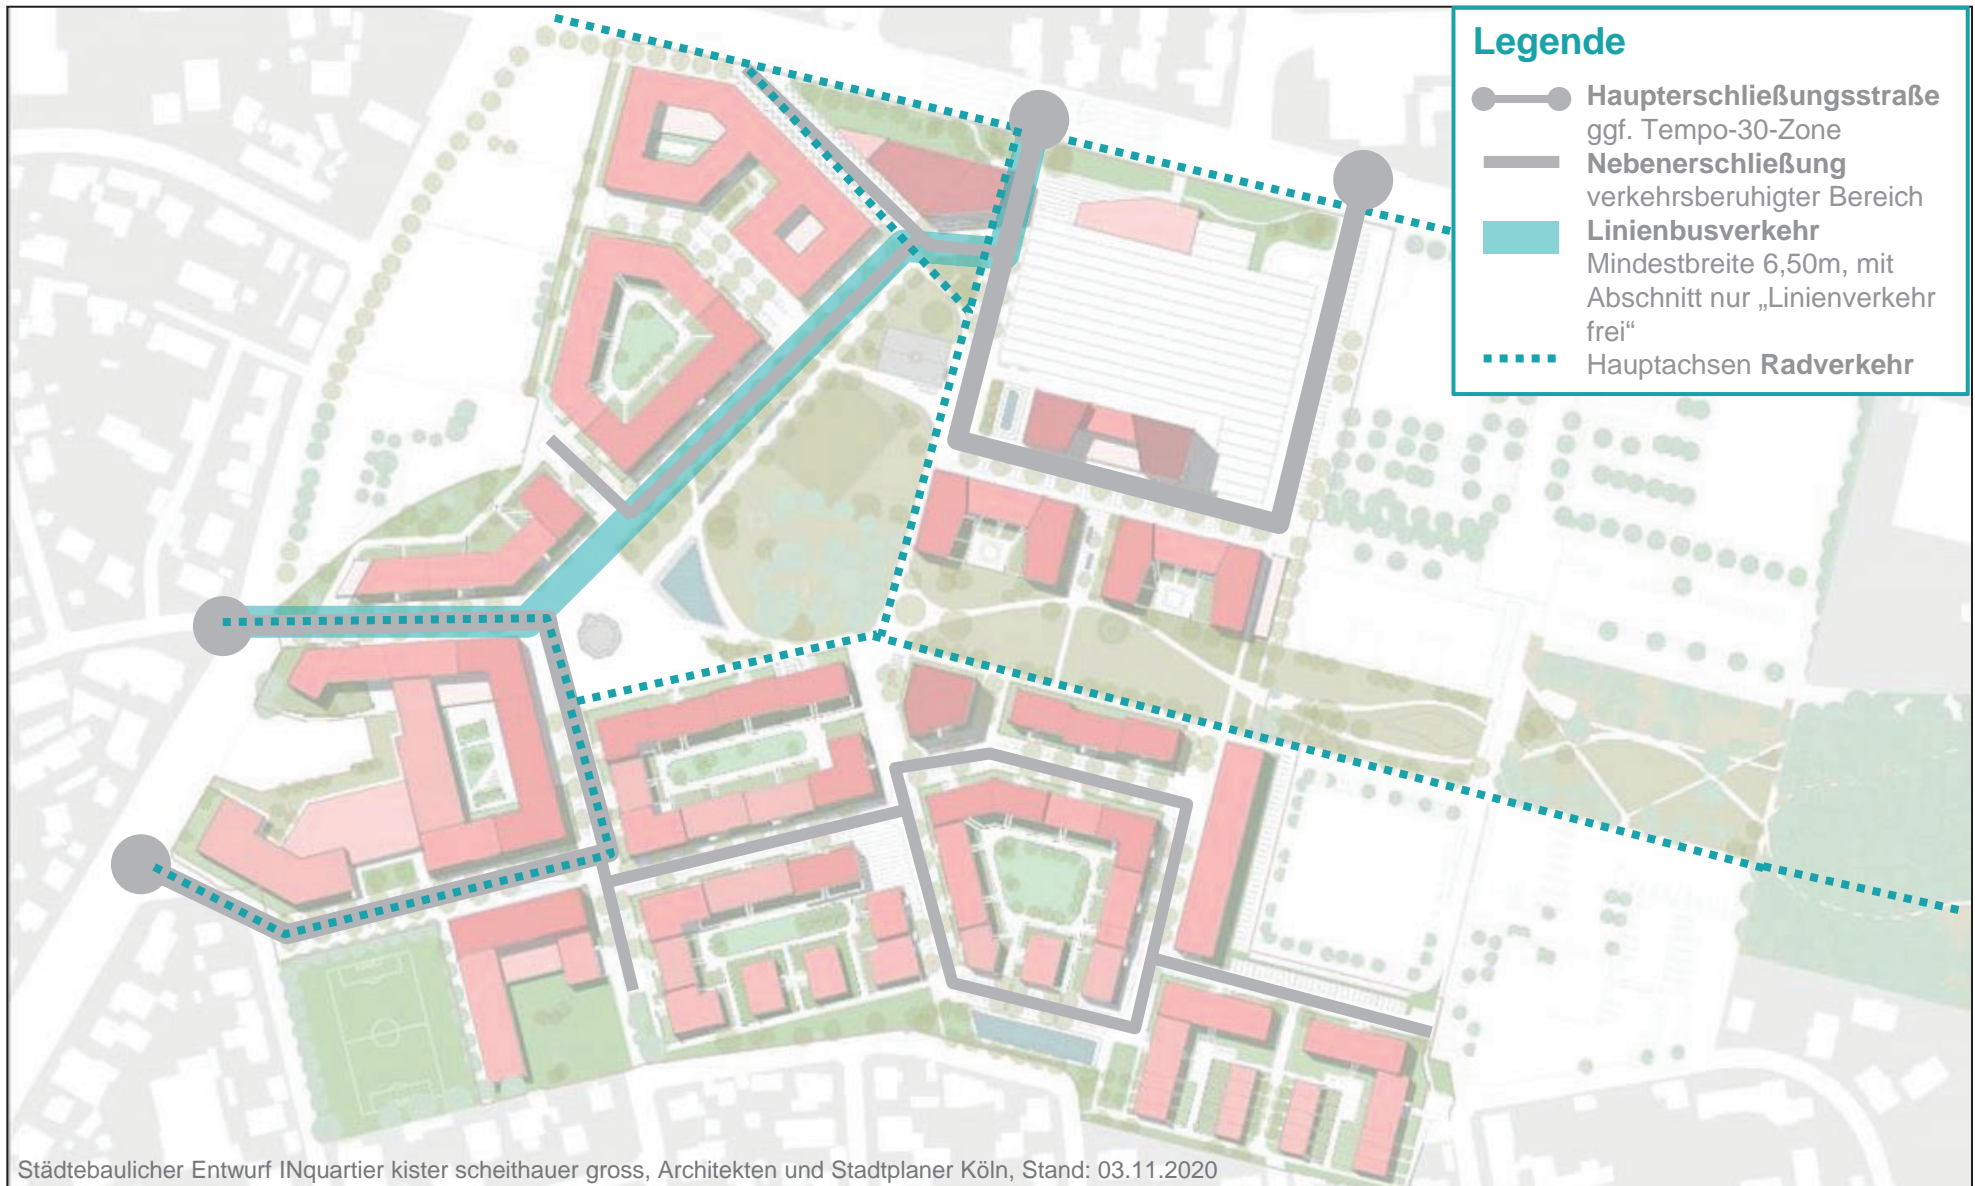 Legende
Haupterschließungsstraße
ggf. Tempo-30-Zone
Nebenerschließung
verkehrsberuhigter Bereich
Linienbusverkehr
Mindestbreite 6,50m, mit
Abschnitt nur „Linienverkehr
frei“
Hauptachsen Radverkehr
Städtebaulicher Entwurf INquartier kister scheithauer gross, Architekten und Stadtplaner Köln, Stand: 03.11.2020